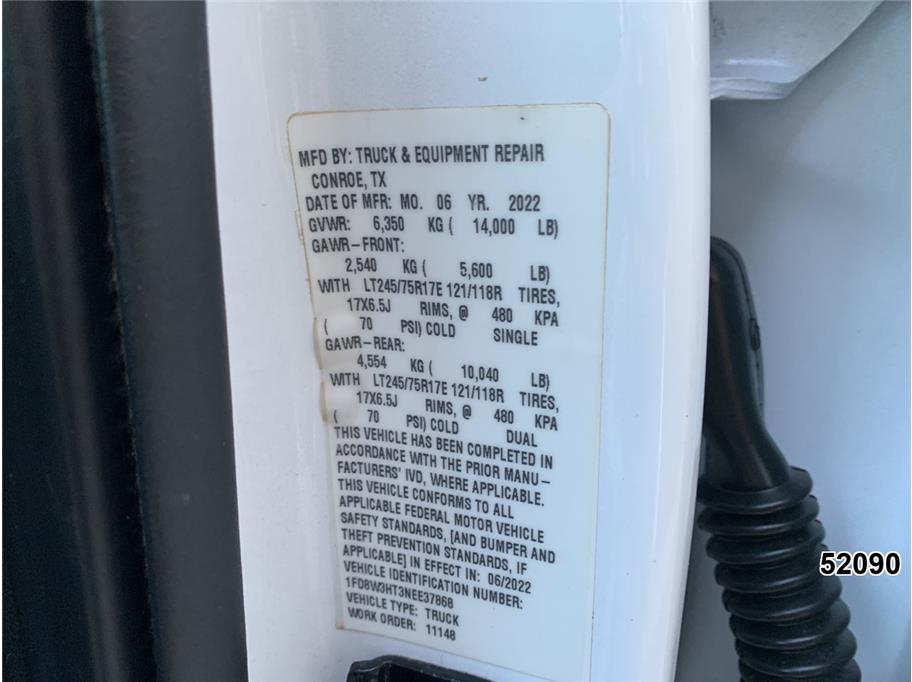 MFD BY: TRUCK & EQUIPMENT REPAIR
CONROE, TX
DATE OF MFR: MO. 06 YR. 2022
GVWR: 6,350 KG ( 14,000 LB)
GAWR-FRONT:
2,540 KG ( 5,600 LB)
WITH LT245/75R17E 121/118R TIRES,
17X6.5J RIMS, @ 480 KPA
( 70 PSI) COLD SINGLE
GAWR-REAR:
4,554 KG ( 10,040 LB)
WITH LT245/75R17E 121/118R TIRES,
17X6.5J RIMS, @ 480 KPA
( 70 PSI) COLD DUAL
THIS VEHICLE HAS BEEN COMPLETED IN
ACCORDANCE WITH THE PRIOR MANU-
FACTURERS' IVD, WHERE APPLICABLE.
THIS VEHICLE CONFORMS TO ALL
APPLICABLE FEDERAL MOTOR VEHICLE
SAFETY STANDARDS, [AND BUMPER AND
THEFT PREVENTION STANDARDS, IF
APPLICABLE] IN EFFECT IN: 06/2022
VEHICLE IDENTIFICATION NUMBER:
1FD8W3HT3NEE37868
VEHICLE TYPE: TRUCK
WORK ORDER: 11148
52090